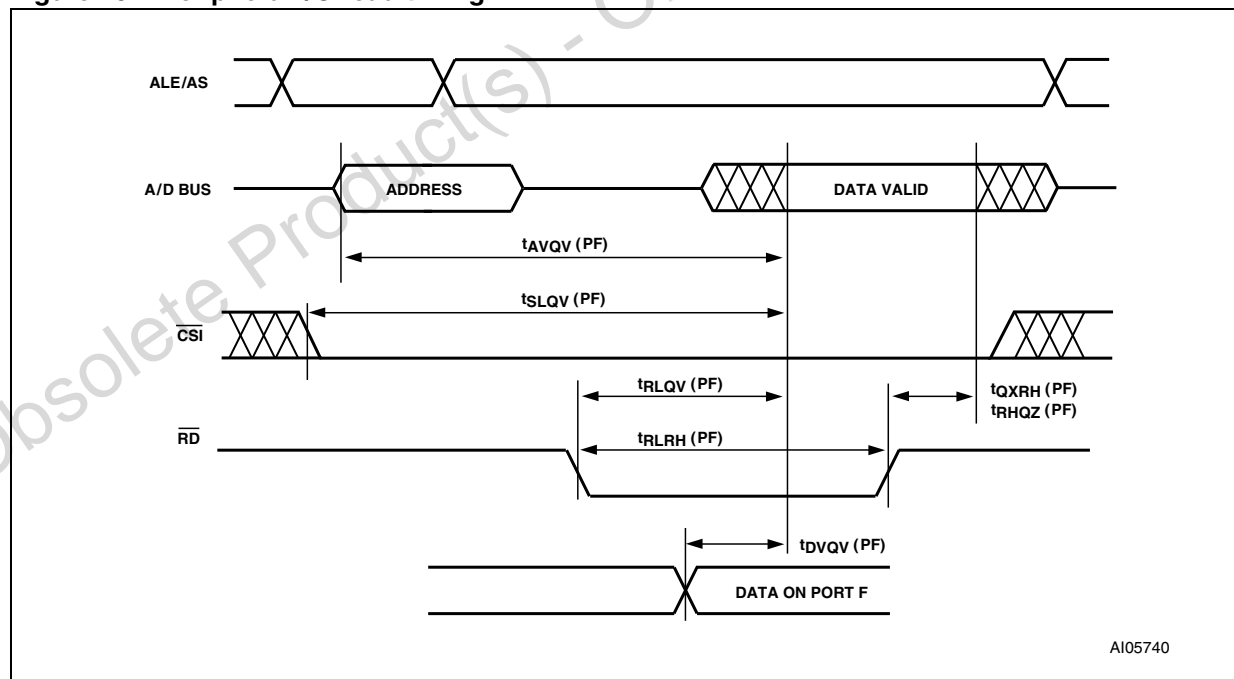 ALE/AS
A/D BUS
ADDRESS
DATA VALID
tAVQV (PF)
tSLQV (PF)
CSI
tRLQV (PF)
tQXRH (PF)
tRHQZ (PF)
tRLRH (PF)
RD
tDVQV (PF)
DATA ON PORT F
AI05740
Obsolete Product(s) - O